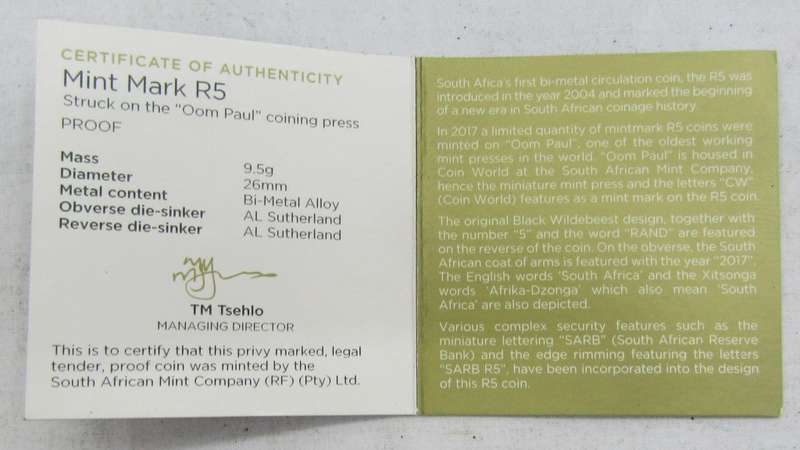 CERTIFICATE OF AUTHENTICITY
Mint Mark R5
Struck on the "Oom Paul" coining press
PROOF
Mass 9.5g
Diameter 26mm
Metal content Bi-Metal Alloy
Obverse die-sinker AL Sutherland
Reverse die-sinker AL Sutherland
TM Tsehlo
MANAGING DIRECTOR
This is to certify that this privy marked, legal
tender, proof coin was minted by the
South African Mint Company (RF) (Pty) Ltd.
South Africa's first bi-metal circulation coin, the R5 was
introduced in the year 2004 and marked the beginning
of a new era in South African coinage history.
In 2017 a limited quantity of mintmark R5 coins were
minted on "Oom Paul", one of the oldest working
mint presses in the world. "Oom Paul" is housed in
Coin World at the South African Mint Company,
hence the miniature mint press and the letters "CW"
(Coin World) features as a mint mark on the R5 coin.
The original Black Wildebeest design, together with
the number "5" and the word "RAND" are featured
on the reverse of the coin. On the obverse, the South
African coat of arms is featured with the year "2017".
The English words 'South Africa' and the Xitsonga
words 'Afrika-Dzonga' which also mean 'South
Africa' are also depicted.
Various complex security features such as the
miniature lettering "SARB" (South African Reserve
Bank) and the edge rimming featuring the letters
"SARB R5", have been incorporated into the design
of this R5 coin.